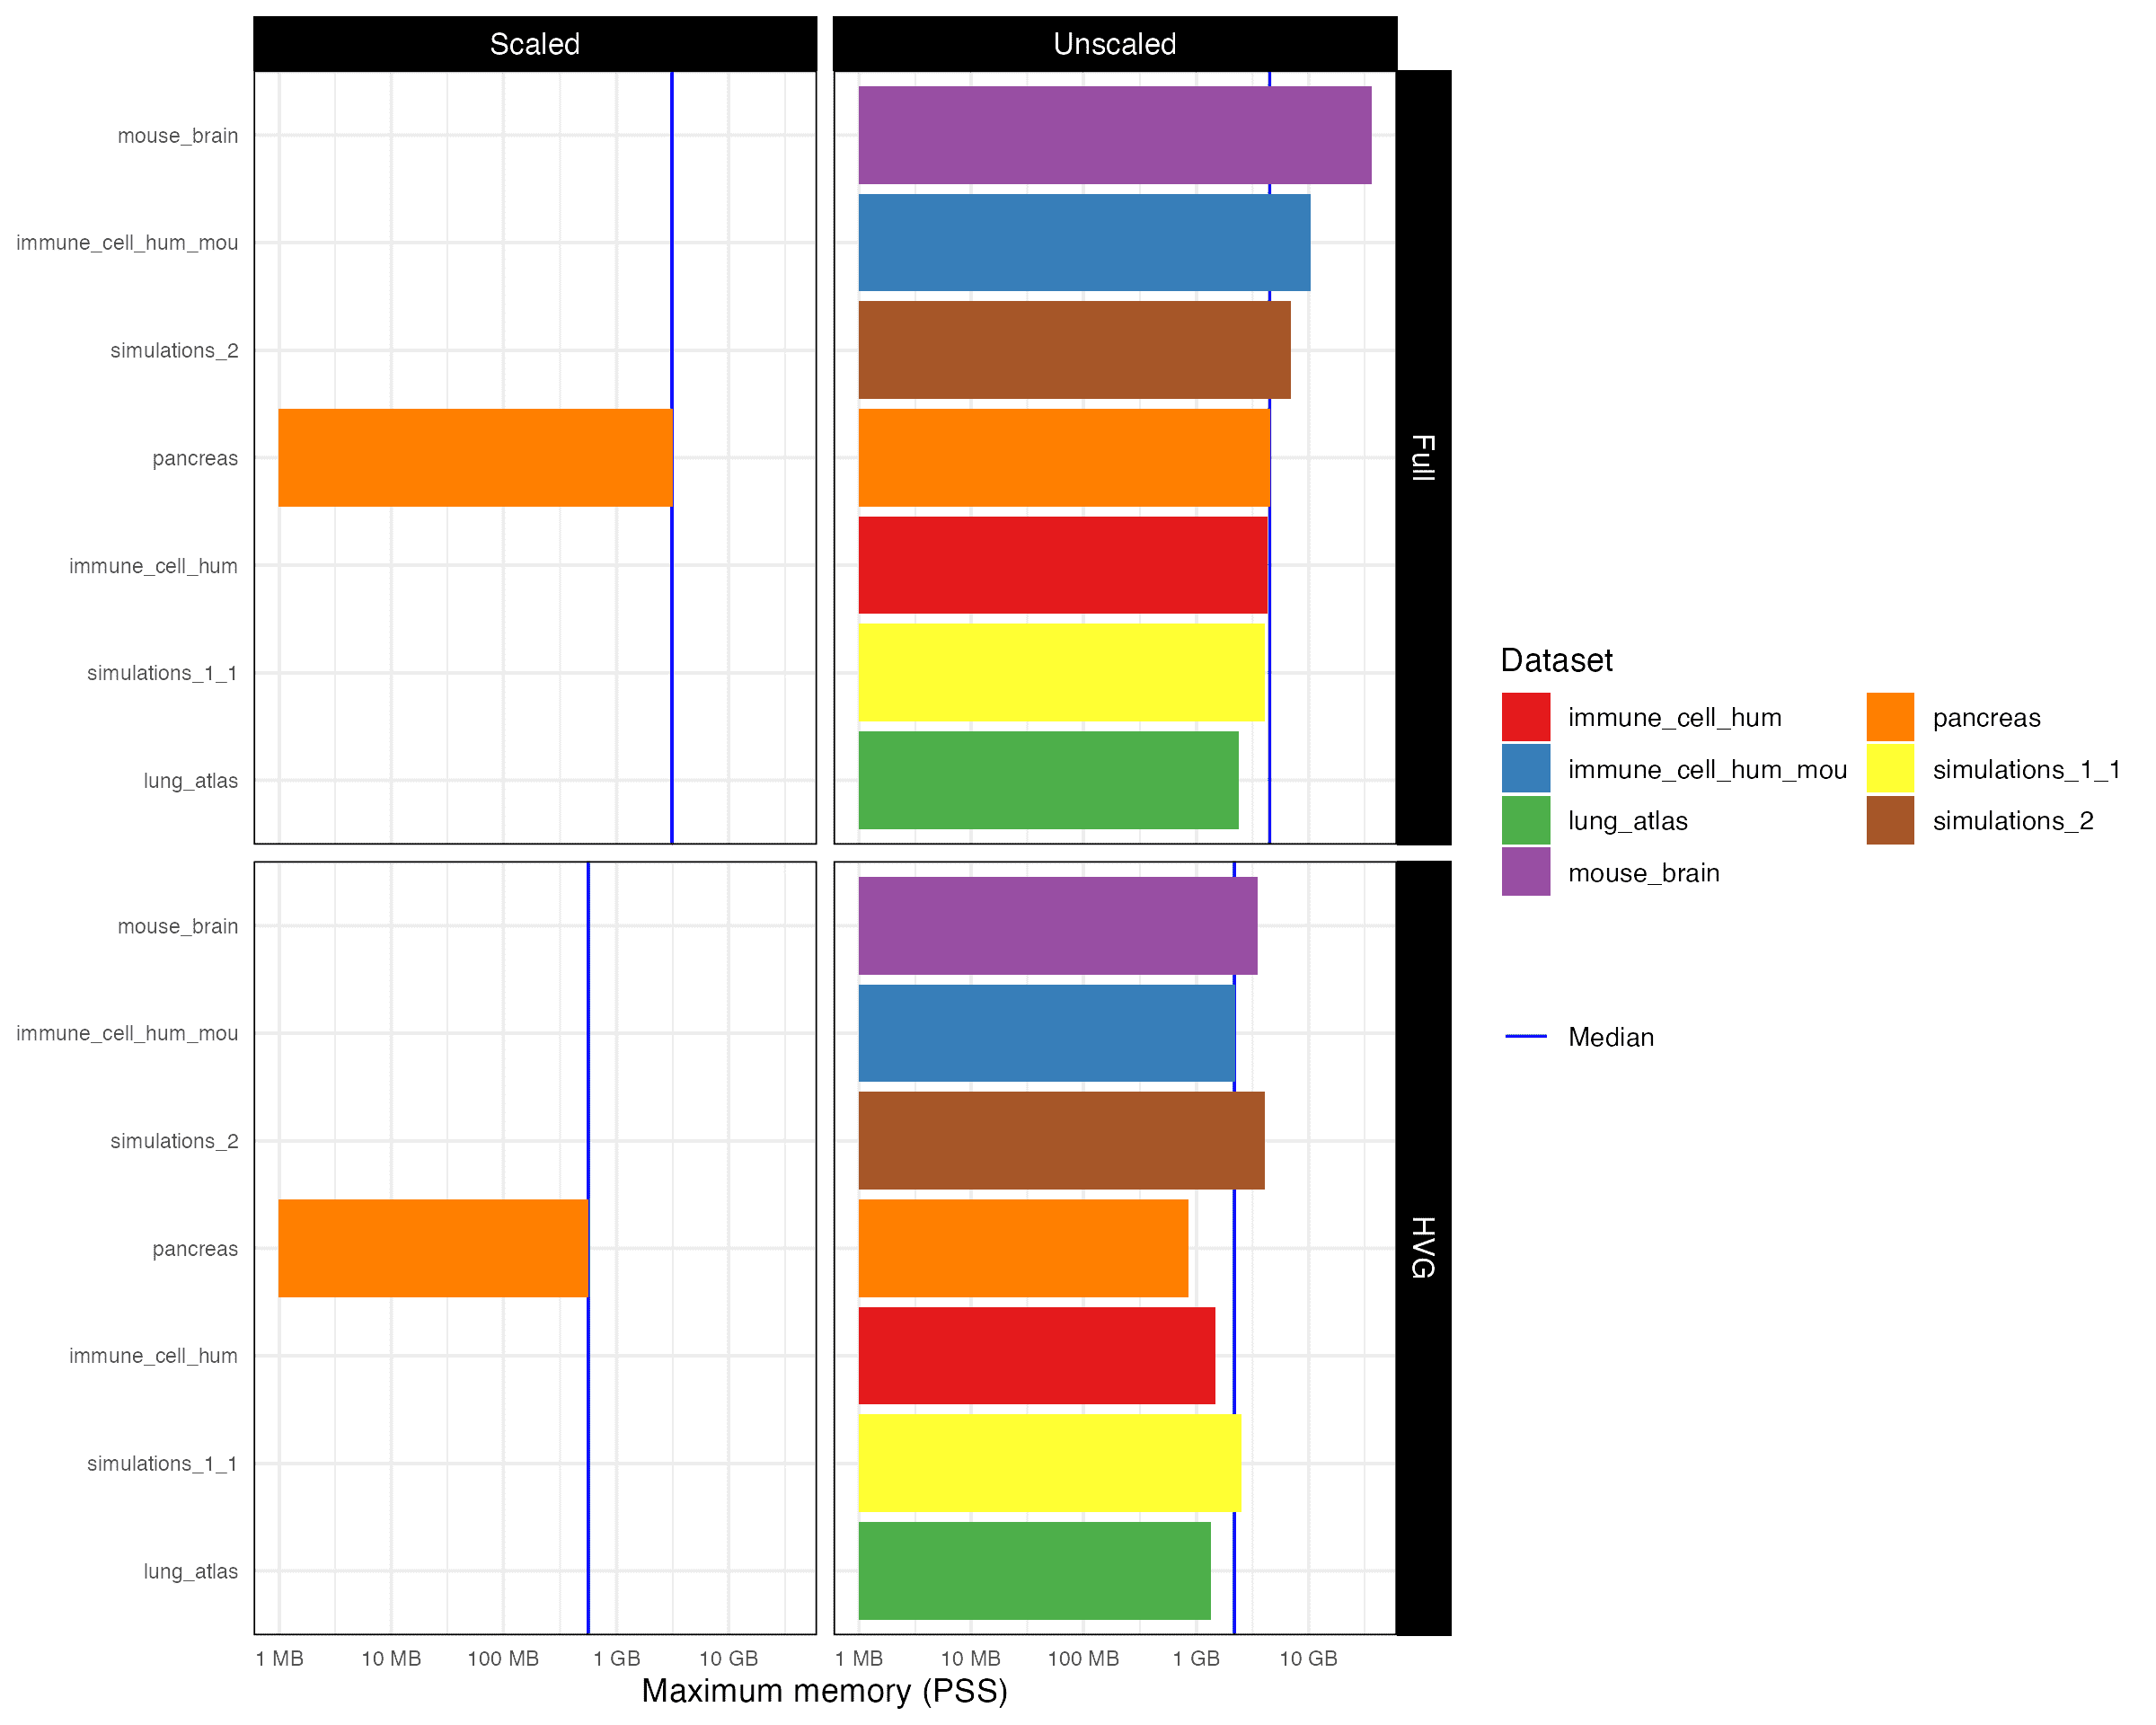 Scaled
Unscaled
mouse_brain
immune_cell_hum_mou
simulations_2
pancreas
immune_cell_hum
simulations_1_1
lung_atlas
Full
mouse_brain
immune_cell_hum_mou
simulations_2
pancreas
immune_cell_hum
simulations_1_1
lung_atlas
HVG
1 MB 10 MB 100 MB 1 GB 10 GB
1 MB 10 MB 100 MB 1 GB 10 GB
Maximum memory (PSS)
Dataset
immune_cell_hum
immune_cell_hum_mou
lung_atlas
mouse_brain
pancreas
simulations_1_1
simulations_2
Median